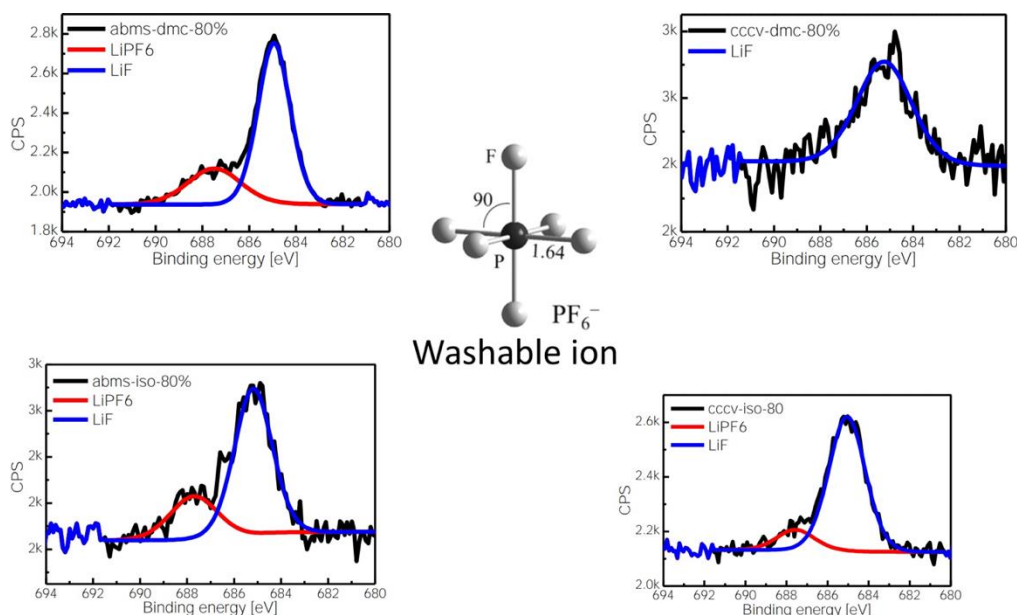 abms-dmc-80%
LiPF6
LiF
2.8k
2.6k
2.4k
2.2k
2.0k
1.8k
CPS
694 692 690 688 686 684 682 680
Binding energy [eV]
cccv-dmc-80%
LiF
3k
3k
2k
2k
CPS
694 692 690 688 686 684 682 680
Binding energy [eV]
F
90
P
1.64
PF6−
Washable ion
abms-iso-80%
LiPF6
LiF
3k
3k
2k
2k
2k
CPS
694 692 690 688 686 684 682 680
Binding energy [eV]
cccv-iso-80
LiPF6
LiF
2.6k
2.4k
2.2k
2.0k
CPS
694 692 690 688 686 684 682 680
Binding energy [eV]